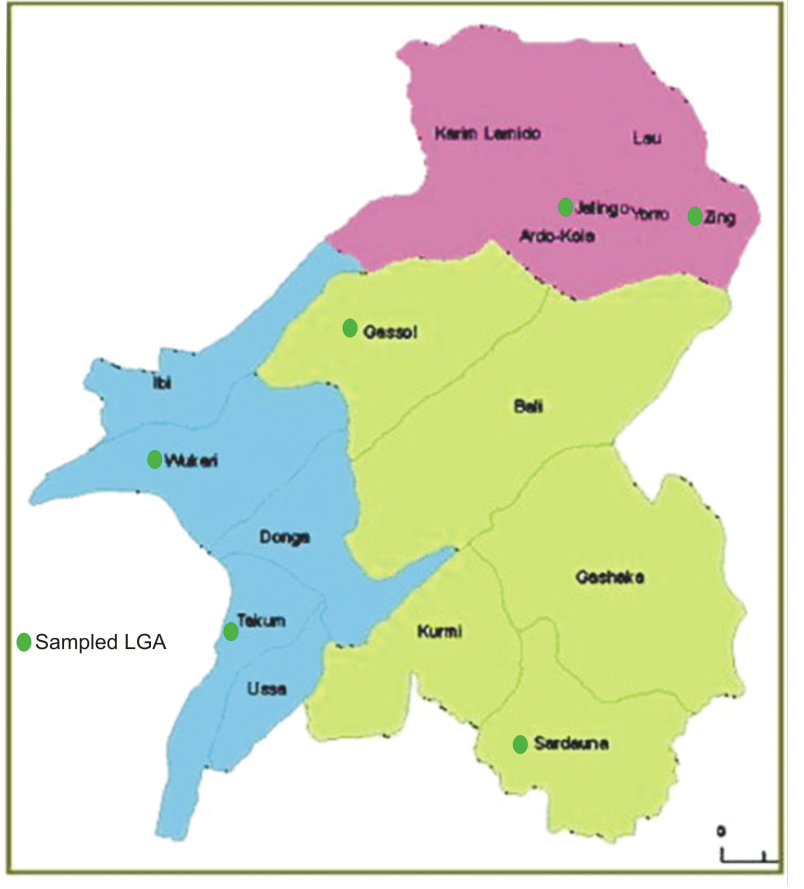 Karim Lamido
Lau
Jalingo
Yorro
Zing
Ardo-Kola
Gassol
Ibi
Bali
Wukari
Donga
Gashaka
Takum
Kurmi
Sampled LGA
Ussa
Sardauna
0